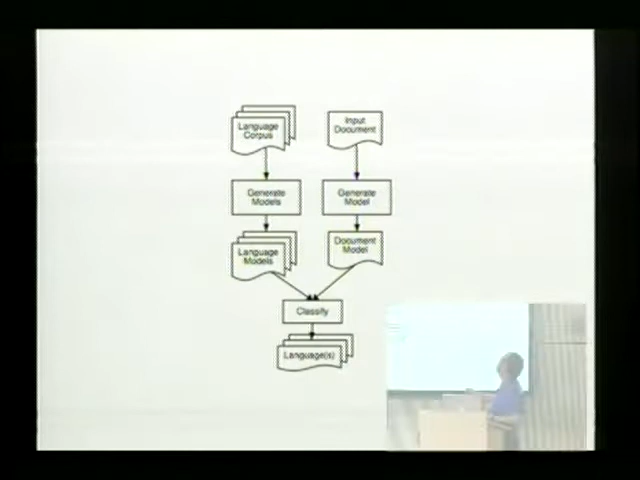 Language
Corpus
Input
Document
Generate
Models
Generate
Model
Language
Models
Document
Model
Classify
Language(s)